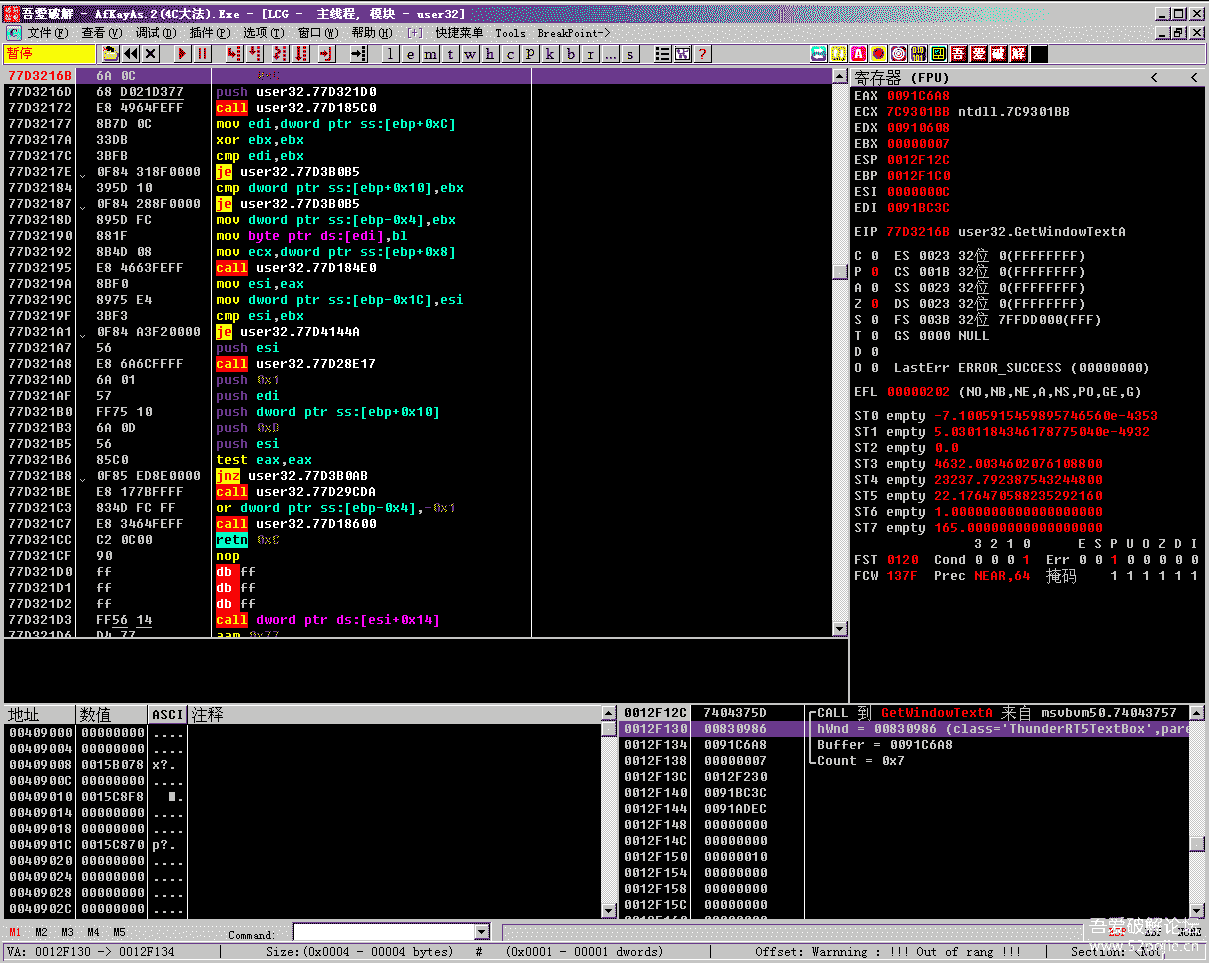 吾爱破解 - AfKayAs.2(4C大法).Exe - [LCG - 主线程, 模块 - user32]
文件(F) 查看(V) 调试(D) 插件(P) 选项(T) 窗口(W) 帮助(H) [+] 快捷菜单 Tools BreakPoint->
暂停 l e m t w h c P k b r ... s ? 吾 爱 破 解
77D3216B 6A 0C
77D3216D 68 D021D377 push user32.77D321D0
77D32172 E8 4964FEFF call user32.77D185C0
77D32177 8B7D 0C mov edi,dword ptr ss:[ebp+0xC]
77D3217A 33DB xor ebx,ebx
77D3217C 3BFB cmp edi,ebx
77D3217E 0F84 318F0000 je user32.77D3B0B5
77D32184 395D 10 cmp dword ptr ss:[ebp+0x10],ebx
77D32187 0F84 288F0000 je user32.77D3B0B5
77D3218D 895D FC mov dword ptr ss:[ebp-0x4],ebx
77D32190 881F mov byte ptr ds:[edi],bl
77D32192 8B4D 08 mov ecx,dword ptr ss:[ebp+0x8]
77D32195 E8 4663FEFF call user32.77D184E0
77D3219A 8BF0 mov esi,eax
77D3219C 8975 E4 mov dword ptr ss:[ebp-0x1C],esi
77D3219F 3BF3 cmp esi,ebx
77D321A1 0F84 A3F20000 je user32.77D4144A
77D321A7 56 push esi
77D321A8 E8 6A6CFFFF call user32.77D28E17
77D321AD 6A 01 push 0x1
77D321AF 57 push edi
77D321B0 FF75 10 push dword ptr ss:[ebp+0x10]
77D321B3 6A 0D push 0xD
77D321B5 56 push esi
77D321B6 85C0 test eax,eax
77D321B8 0F85 ED8E0000 jnz user32.77D3B0AB
77D321BE E8 177BFFFF call user32.77D29CDA
77D321C3 834D FC FF or dword ptr ss:[ebp-0x4],-0x1
77D321C7 E8 3464FEFF call user32.77D18600
77D321CC C2 0C00 retn 0xC
77D321CF 90 nop
77D321D0 ff db ff
77D321D1 ff db ff
77D321D2 ff db ff
77D321D3 FF56 14 call dword ptr ds:[esi+0x14]
77D321D6 D4 77 aam 0x77
寄存器 (FPU) < <
EAX 0091C6A8
ECX 7C9301BB ntdll.7C9301BB
EDX 00910608
EBX 00000007
ESP 0012F12C
EBP 0012F1C0
ESI 0000000C
EDI 0091BC3C
EIP 77D3216B user32.GetWindowTextA
C 0 ES 0023 32位 0(FFFFFFFF)
P 0 CS 001B 32位 0(FFFFFFFF)
A 0 SS 0023 32位 0(FFFFFFFF)
Z 0 DS 0023 32位 0(FFFFFFFF)
S 0 FS 003B 32位 7FFDD000(FFF)
T 0 GS 0000 NULL
D 0
O 0 LastErr ERROR_SUCCESS (00000000)
EFL 00000202 (NO,NB,NE,A,NS,PO,GE,G)
ST0 empty -7.1005915459895746560e-4353
ST1 empty 5.0301184346178775040e-4932
ST2 empty 0.0
ST3 empty 4632.0034602076108800
ST4 empty 23237.792387543244800
ST5 empty 22.176470588235292160
ST6 empty 1.0000000000000000000
ST7 empty 165.00000000000000000
3 2 1 0 E S P U O Z D I
FST 0120 Cond 0 0 0 1 Err 0 0 1 0 0 0 0 0
FCW 137F Prec NEAR,64 掩码 1 1 1 1 1 1
地址 数值 ASCI 注释
00409000 00000000 ....
00409004 00000000 ....
00409008 0015B078 x?.
0040900C 00000000 ....
00409010 0015C8F8 .
00409014 00000000 ....
00409018 00000000 ....
0040901C 0015C870 p?.
00409020 00000000 ....
00409024 00000000 ....
00409028 00000000 ....
0040902C 00000000 ....
0012F12C 7404375D CALL 到 GetWindowTextA 来自 msvbvm50.74043757
0012F130 00830986 hWnd = 00830986 (class='ThunderRT5TextBox',pare
0012F134 0091C6A8 Buffer = 0091C6A8
0012F138 00000007 Count = 0x7
0012F13C 0012F230
0012F140 0091BC3C
0012F144 0091ADEC
0012F148 00000000
0012F14C 00000000
0012F150 00000010
0012F154 00000000
0012F158 00000000
0012F15C 00000000
M1 M2 M3 M4 M5 Command:
吾爱破解论坛
www.52pojie.cn
VA: 0012F130 -> 0012F134 Size:(0x0004 - 00004 bytes) # (0x0001 - 00001 dwords) Offset: Warnning : !!! Out of rang !!! Section: <Not